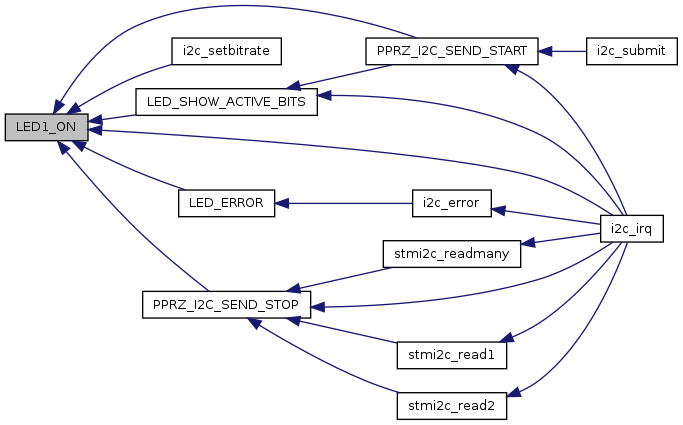 PPRZ_I2C_SEND_START
i2c_submit
i2c_setbitrate
LED_SHOW_ACTIVE_BITS
LED1_ON
LED_ERROR
i2c_error
i2c_irq
stmi2c_readmany
PPRZ_I2C_SEND_STOP
stmi2c_read1
stmi2c_read2